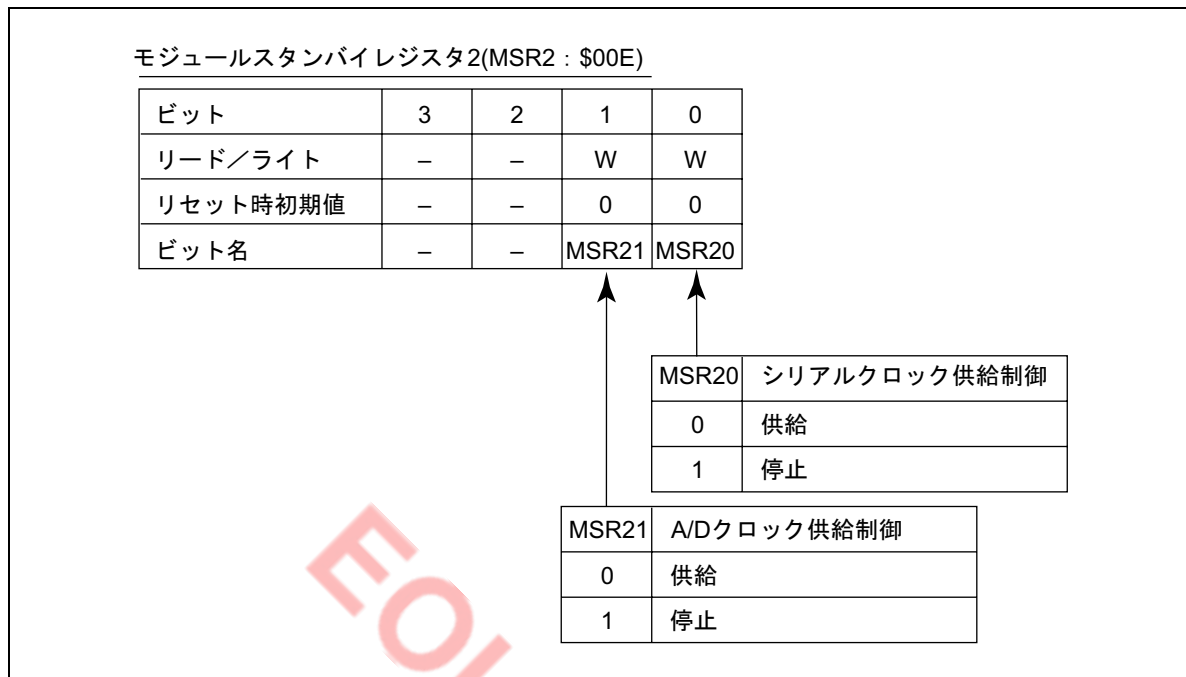 モジュールスタンバイレジスタ2(MSR2：$00E)
ビット 3 2 1 0
リード／ライト – – W W
リセット時初期値 – – 0 0
ビット名 – – MSR21 MSR20
MSR20 シリアルクロック供給制御
0 供給
1 停止
MSR21 A/Dクロック供給制御
0 供給
1 停止